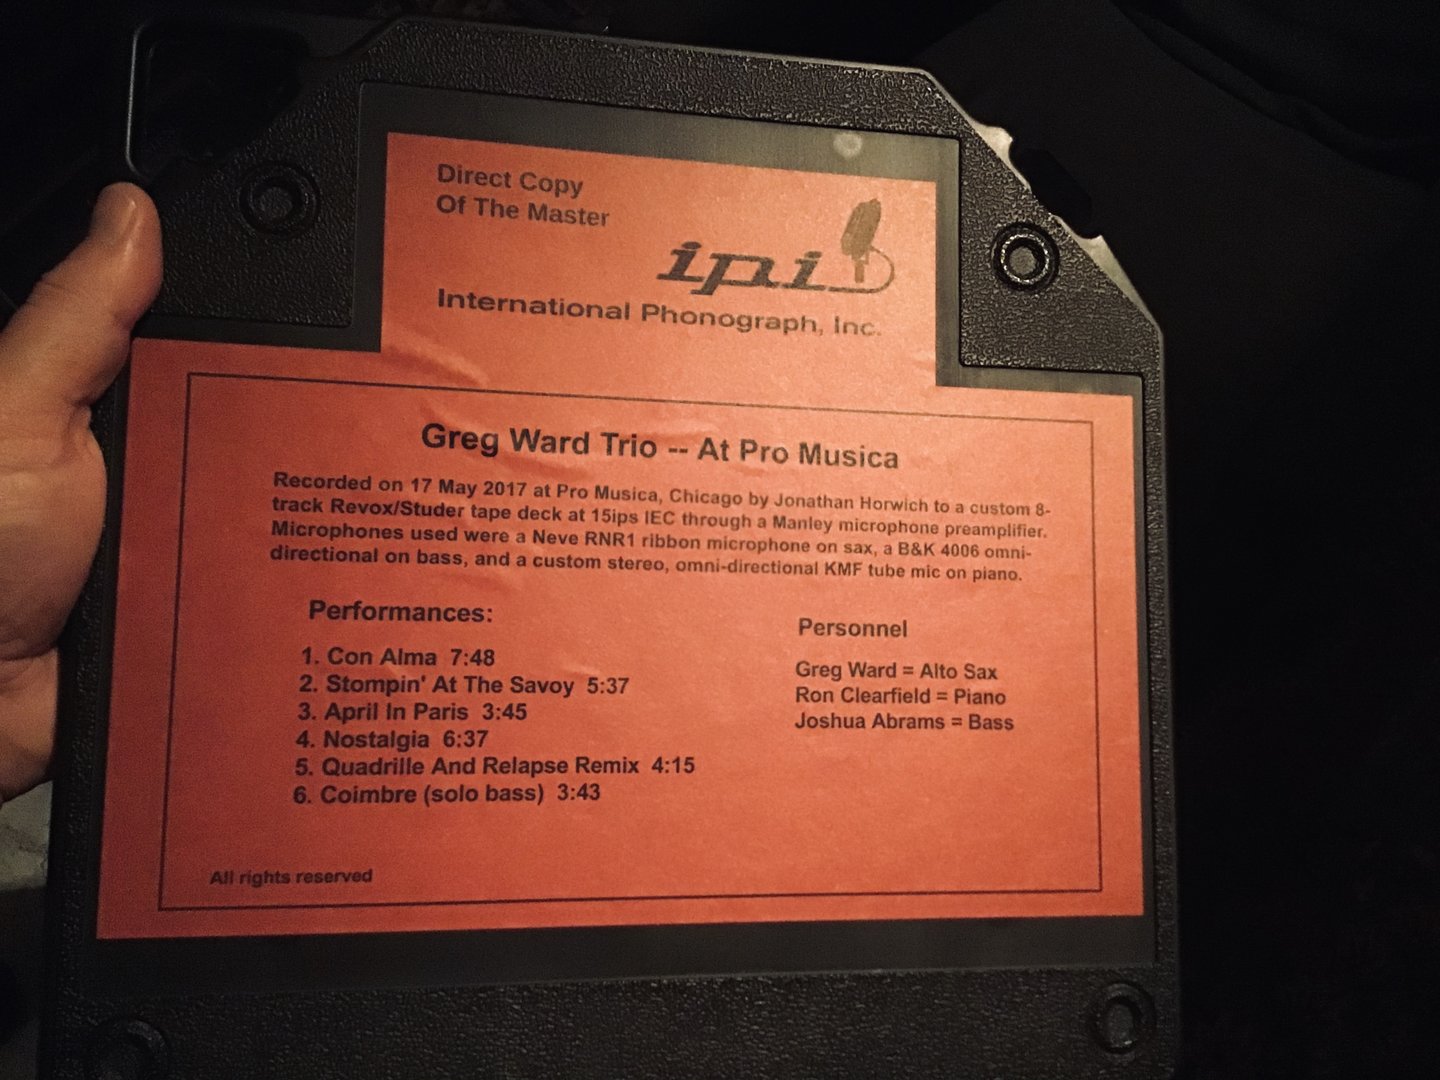 Direct Copy
Of The Master
ipi
International Phonograph, Inc.
Greg Ward Trio -- At Pro Musica
Recorded on 17 May 2017 at Pro Musica, Chicago by Jonathan Horwich to a custom 8-
track Revox/Studer tape deck at 15ips IEC through a Manley microphone preamplifier.
Microphones used were a Neve RNR1 ribbon microphone on sax, a B&K 4006 omni-
directional on bass, and a custom stereo, omni-directional KMF tube mic on piano.
Performances:
1. Con Alma 7:48
2. Stompin' At The Savoy 5:37
3. April In Paris 3:45
4. Nostalgia 6:37
5. Quadrille And Relapse Remix 4:15
6. Coimbre (solo bass) 3:43
Personnel
Greg Ward = Alto Sax
Ron Clearfield = Piano
Joshua Abrams = Bass
All rights reserved